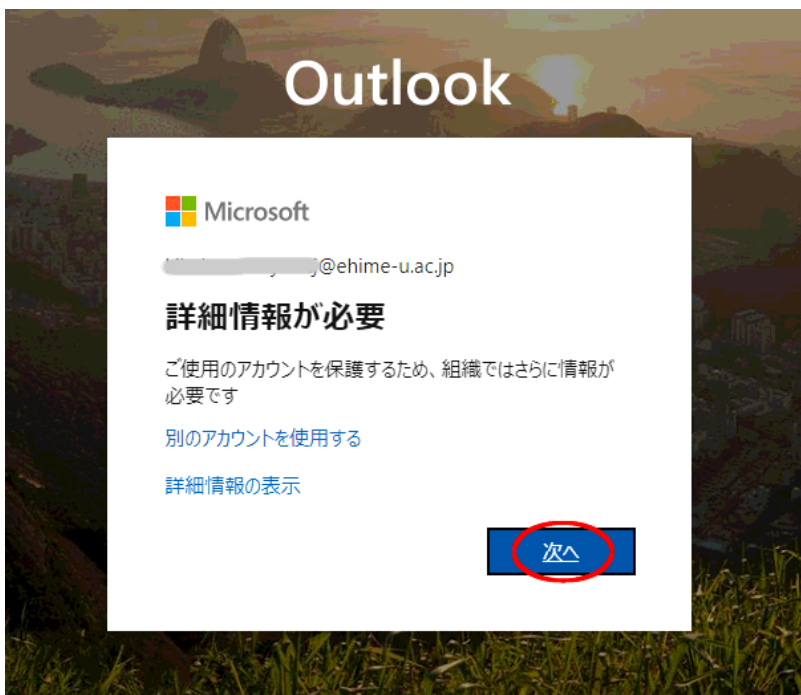 Outlook
Microsoft
@ehime-u.ac.jp
詳細情報が必要
ご使用のアカウントを保護するため、組織ではさらに情報が
必要です
別のアカウントを使用する
詳細情報の表示
次へ